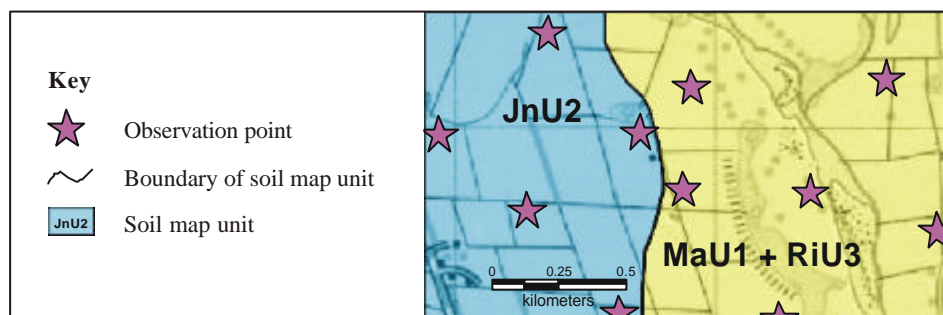 Key
Observation point
Boundary of soil map unit
JnU2
Soil map unit
JnU2
MaU1 + RiU3
0 0.25 0.5
kilometers